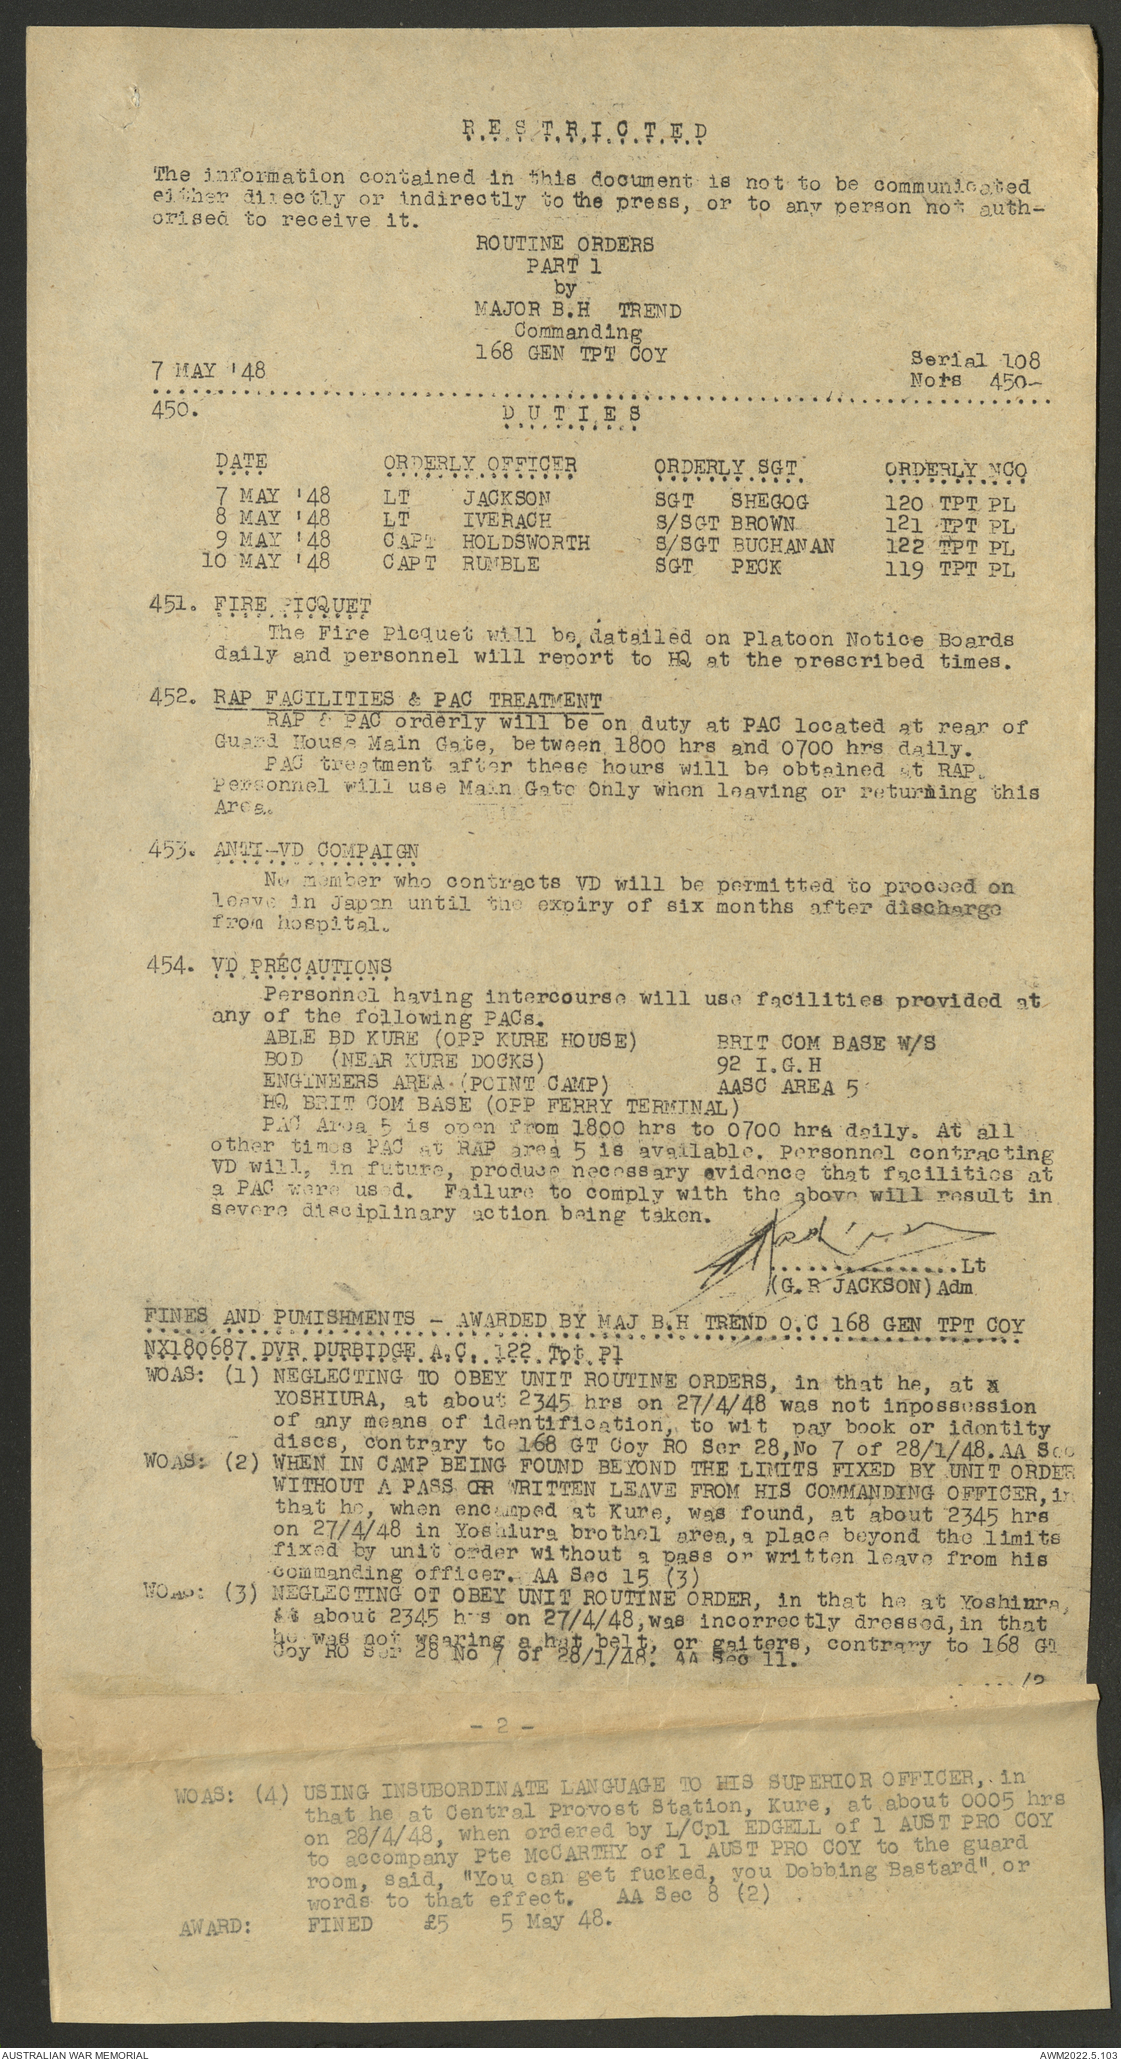 R E S T R I C T E D
The information contained in this document is not to be communicated
either directly or indirectly to the press, or to any person not auth-
orised to receive it.
ROUTINE ORDERS
PART 1
by
MAJOR B.H TREND
Commanding
168 GEN TPT COY
7 MAY '48
Serial 108
Nots 450-
450. D U T I E S
DATE ORDERLY OFFICER ORDERLY SGT ORDERLY NCO
7 MAY '48 LT JACKSON SGT SHEGOG 120 TPT PL
8 MAY '48 LT IVERACH S/SGT BROWN 121 TPT PL
9 MAY '48 CAPT HOLDSWORTH S/SGT BUCHANAN 122 TPT PL
10 MAY '48 CAPT RUMBLE SGT PECK 119 TPT PL
451. FIRE PICQUET
The Fire Picquet will be datailed on Platoon Notice Boards
daily and personnel will report to HQ at the prescribed times.
452. RAP FACILITIES & PAC TREATMENT
RAP & PAC orderly will be on duty at PAC located at rear of
Guard House Main Gate, between 1800 hrs and 0700 hrs daily.
PAC treatment after these hours will be obtained at RAP.
Personnel will use Main Gate Only when leaving or returning this
Area.
453. ANTI-VD COMPAIGN
No member who contracts VD will be permitted to proceed on
leave in Japan until the expiry of six months after discharge
from hospital.
454. VD PRECAUTIONS
Personnel having intercourse will use facilities provided at
any of the following PACs.
ABLE BD KURE (OPP KURE HOUSE) BRIT COM BASE W/S
BOD (NEAR KURE DOCKS) 92 I.G.H
ENGINEERS AREA (POINT CAMP) AASC AREA 5
HQ BRIT COM BASE (OPP FERRY TERMINAL)
PAC Area 5 is open from 1800 hrs to 0700 hrs daily. At all
other times PAC at RAP area 5 is available. Personnel contracting
VD will, in future, produce necessary evidence that facilities at
a PAC were used. Failure to comply with the above will result in
severe disciplinary action being taken.
................Lt
(G.R JACKSON) Adm
FINES AND PUMISHMENTS - AWARDED BY MAJ B.H TREND O.C 168 GEN TPT COY
NX180687 DVR DURBIDGE A.C. 122 Tpt Pl
WOAS: (1) NEGLECTING TO OBEY UNIT ROUTINE ORDERS, in that he, at
YOSHIURA, at about 2345 hrs on 27/4/48 was not inpossession
of any means of identification, to wit pay book or identity
discs, contrary to 168 GT Coy RO Ser 28,No 7 of 28/1/48. AA Sec
WOAS: (2) WHEN IN CAMP BEING FOUND BEYOND THE LIMITS FIXED BY UNIT ORDER
WITHOUT A PASS OR WRITTEN LEAVE FROM HIS COMMANDING OFFICER, in
that he, when encamped at Kure, was found, at about 2345 hrs
on 27/4/48 in Yoshiura brothel area, a place beyond the limits
fixed by unit order without a pass or written leave from his
commanding officer. AA Sec 15 (3)
WOAS: (3) NEGLECTING OT OBEY UNIT ROUTINE ORDER, in that he at Yoshiura,
at about 2345 hrs on 27/4/48, was incorrectly dressed, in that
he was not wearing a hat belt, or gaiters, contrary to 168 GT
Coy RO Ser 28 No 7 of 28/1/48. AA Sec 11.
/2
- 2 -
WOAS: (4) USING INSUBORDINATE LANGUAGE TO HIS SUPERIOR OFFICER, in
that he at Central Provost Station, Kure, at about 0005 hrs
on 28/4/48, when ordered by L/Cpl EDGELL of 1 AUST PRO COY
to accompany Pte McCARTHY of 1 AUST PRO COY to the guard
room, said, "You can get fucked, you Dobbing Bastard" or
words to that effect. AA Sec 8 (2)
AWARD: FINED £5 5 May 48.
AUSTRALIAN WAR MEMORIAL
AWM2022.5.103